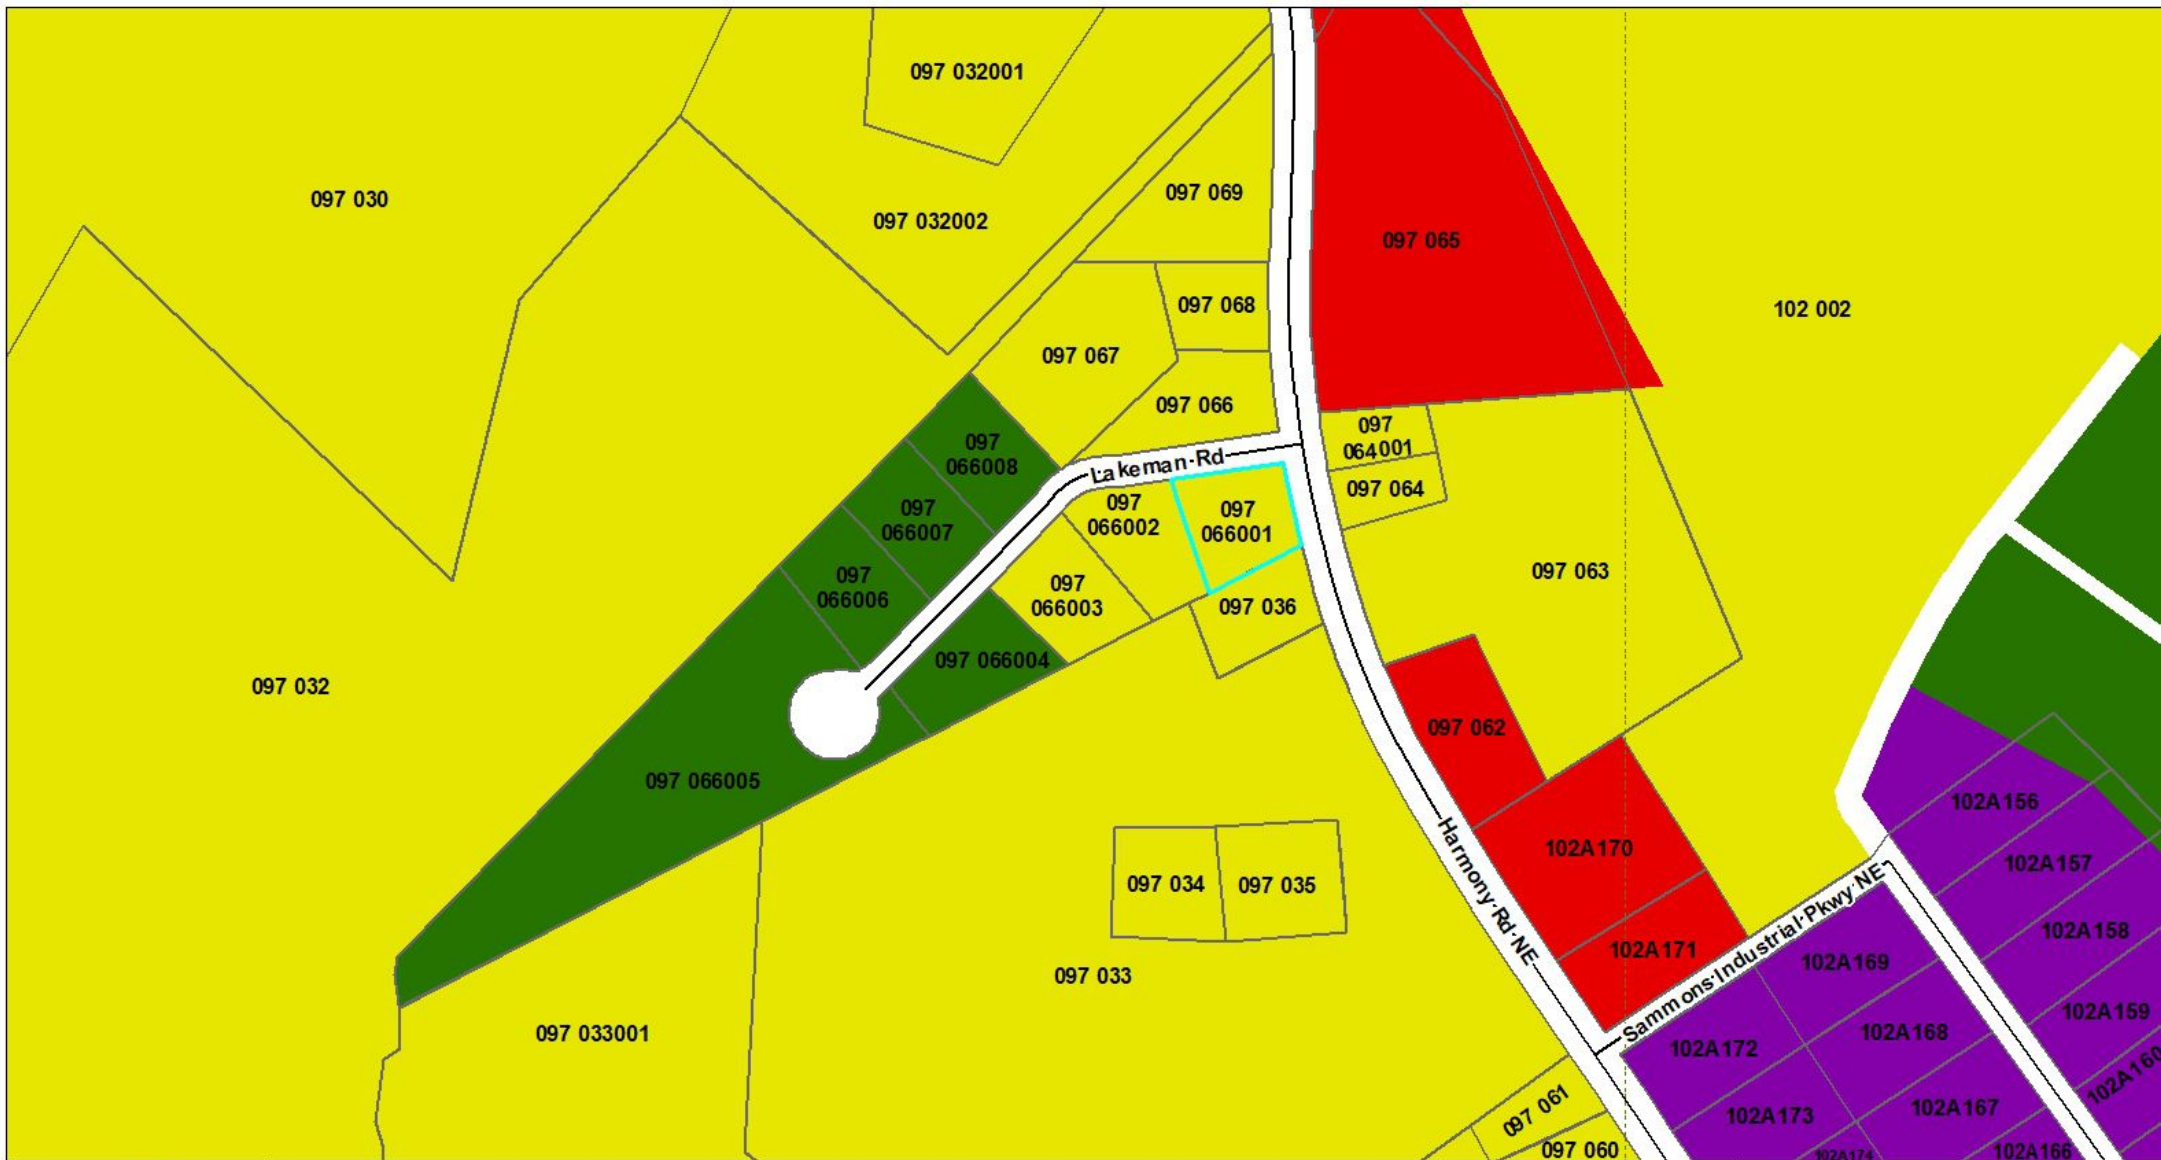 097 032001
097 069
097 030
097 032002
097 065
097 068
102 002
097 067
097 066
097
064001
097
066008
Lakeman Rd
097 064
097
066002
097
066001
097
066007
097 063
097
066006
097
066003
097 036
097 066004
097 032
097 062
097 066005
102A156
Harmony Rd NE
102A170
102A157
097 034
097 035
Sammons Industrial Pkwy NE
102A158
102A171
102A169
097 033
102A159
097 033001
102A168
102A172
102A160
097 061
102A167
102A173
097 060
102A166
102A174